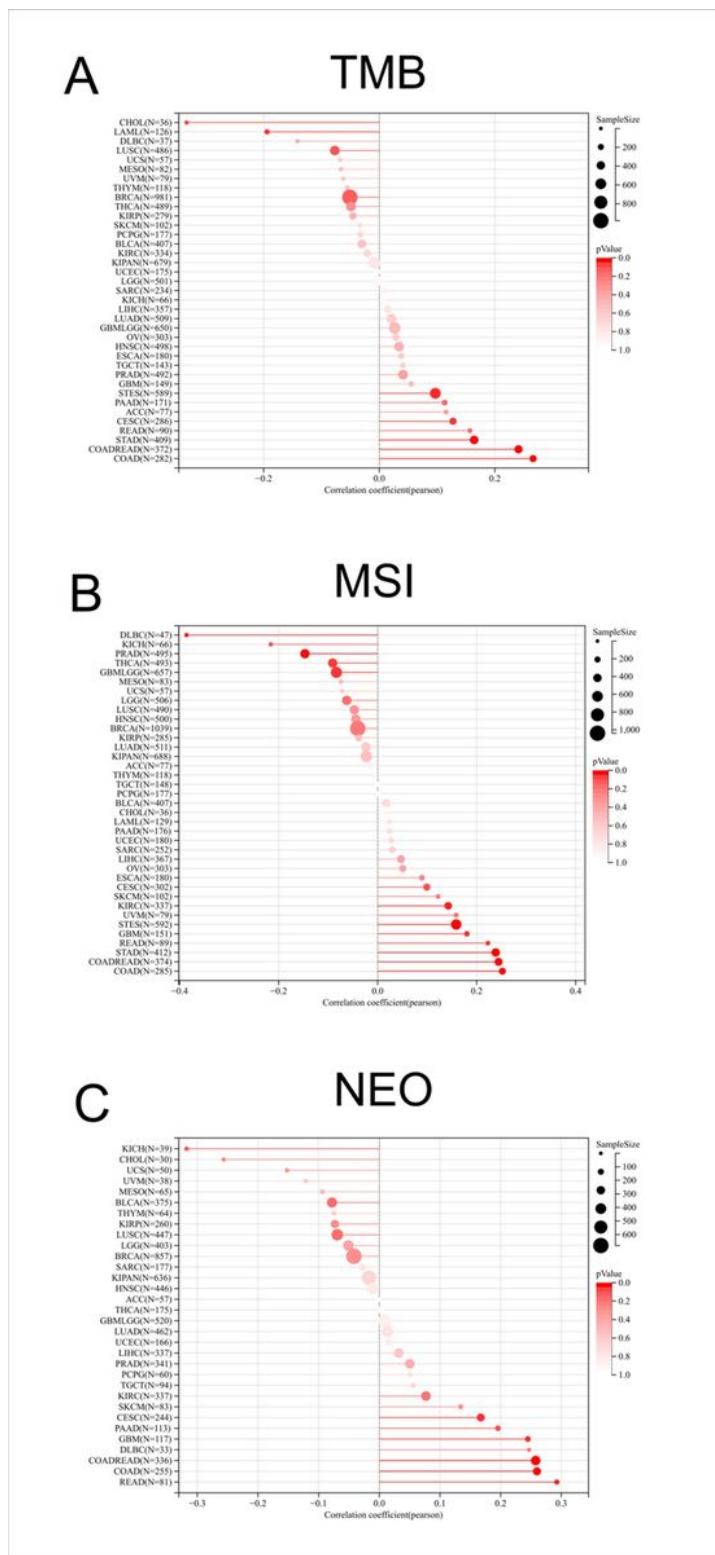 A
TMB
CHOL(N=36)
LAML(N=126)
DLBC(N=37)
LUSC(N=486)
UCS(N=57)
MESO(N=82)
UVM(N=79)
THYM(N=118)
BRCA(N=981)
THCA(N=489)
KIRP(N=279)
SKCM(N=102)
PCPG(N=177)
BLCA(N=407)
KIRC(N=334)
KIPAN(N=679)
UCEC(N=175)
LGG(N=501)
SARC(N=234)
KICH(N=66)
LIHC(N=357)
LUAD(N=509)
GBMLGG(N=650)
OV(N=303)
HNSC(N=498)
ESCA(N=180)
TGCT(N=143)
PRAD(N=492)
GBM(N=149)
STES(N=589)
PAAD(N=171)
ACC(N=77)
CESC(N=286)
READ(N=90)
STAD(N=409)
COADREAD(N=372)
COAD(N=282)
−0.2 0.0 0.2
Correlation coefficient(pearson)
SampleSize
200
400
600
800
pValue
0.0
0.2
0.4
0.6
0.8
1.0
B
MSI
DLBC(N=47)
KICH(N=66)
PRAD(N=495)
THCA(N=493)
GBMLGG(N=657)
MESO(N=83)
UCS(N=57)
LGG(N=506)
LUSC(N=490)
HNSC(N=500)
BRCA(N=1039)
KIRP(N=285)
LUAD(N=511)
KIPAN(N=688)
ACC(N=77)
THYM(N=118)
TGCT(N=148)
PCPG(N=177)
BLCA(N=407)
CHOL(N=36)
LAML(N=129)
PAAD(N=176)
UCEC(N=180)
SARC(N=252)
LIHC(N=367)
OV(N=303)
ESCA(N=180)
CESC(N=302)
SKCM(N=102)
KIRC(N=337)
UVM(N=79)
STES(N=592)
GBM(N=151)
READ(N=89)
STAD(N=412)
COADREAD(N=374)
COAD(N=285)
−0.4 −0.2 0.0 0.2 0.4
Correlation coefficient(pearson)
SampleSize
200
400
600
800
1,000
pValue
0.0
0.2
0.4
0.6
0.8
1.0
C
NEO
KICH(N=39)
CHOL(N=30)
UCS(N=50)
UVM(N=38)
MESO(N=65)
BLCA(N=375)
THYM(N=64)
KIRP(N=260)
LUSC(N=447)
LGG(N=403)
BRCA(N=857)
SARC(N=177)
KIPAN(N=636)
HNSC(N=446)
ACC(N=57)
THCA(N=175)
GBMLGG(N=520)
LUAD(N=462)
UCEC(N=166)
LIHC(N=337)
PRAD(N=341)
PCPG(N=60)
TGCT(N=94)
KIRC(N=337)
SKCM(N=83)
CESC(N=244)
PAAD(N=113)
GBM(N=117)
DLBC(N=33)
COADREAD(N=336)
COAD(N=255)
READ(N=81)
−0.3 −0.2 −0.1 0.0 0.1 0.2 0.3
Correlation coefficient(pearson)
SampleSize
100
200
300
400
500
600
pValue
0.0
0.2
0.4
0.6
0.8
1.0